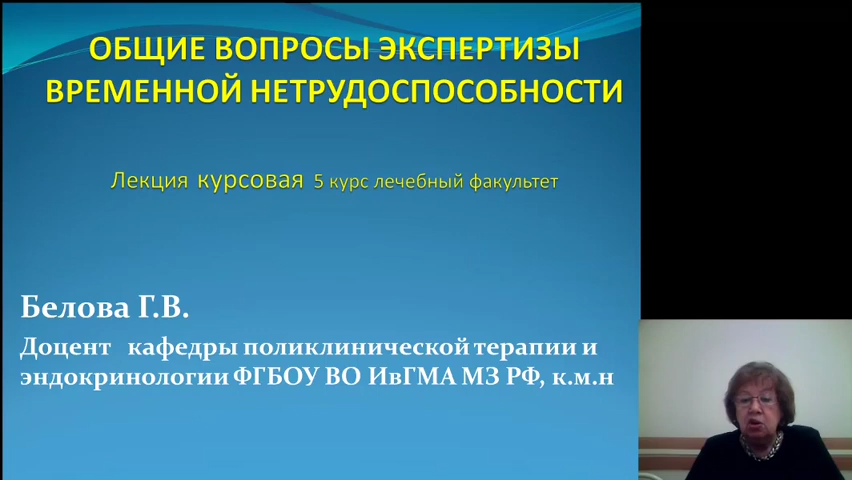 ОБЩИЕ ВОПРОСЫ ЭКСПЕРТИЗЫ
ВРЕМЕННОЙ НЕТРУДОСПОСОБНОСТИ
Лекция курсовая 5 курс лечебный факультет
Белова Г.В.
Доцент кафедры поликлинической терапии и
эндокринологии ФГБОУ ВО ИвГМА МЗ РФ, к.м.н